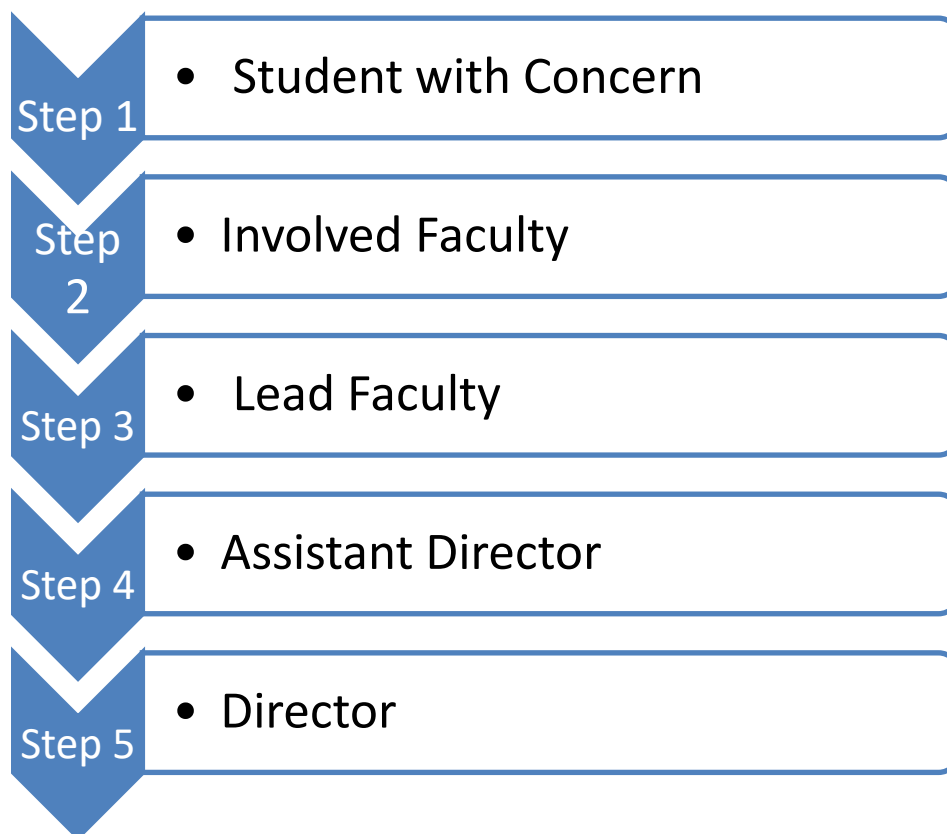 Step 1
• Student with Concern
Step
2
• Involved Faculty
Step 3
• Lead Faculty
Step 4
• Assistant Director
Step 5
• Director